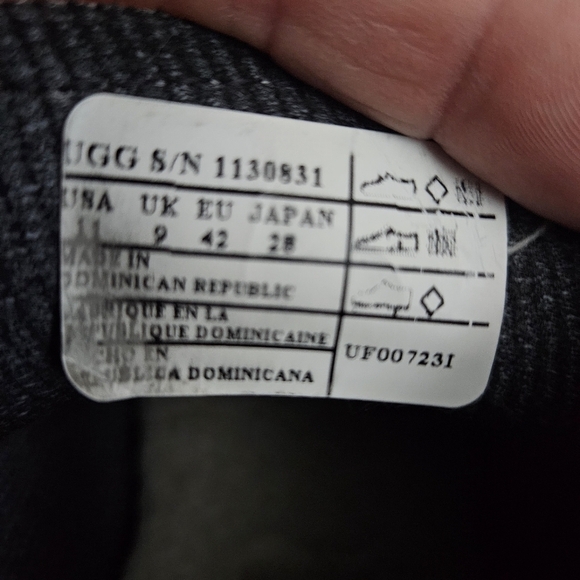 UGG S/N 1130831
USA UK EU JAPAN
11 9 42 28
MADE IN
DOMINICAN REPUBLIC
FABRIQUE EN LA
REPUBLIQUE DOMINICAINE
HECHO EN
REPUBLICA DOMINICANA
UF00723I